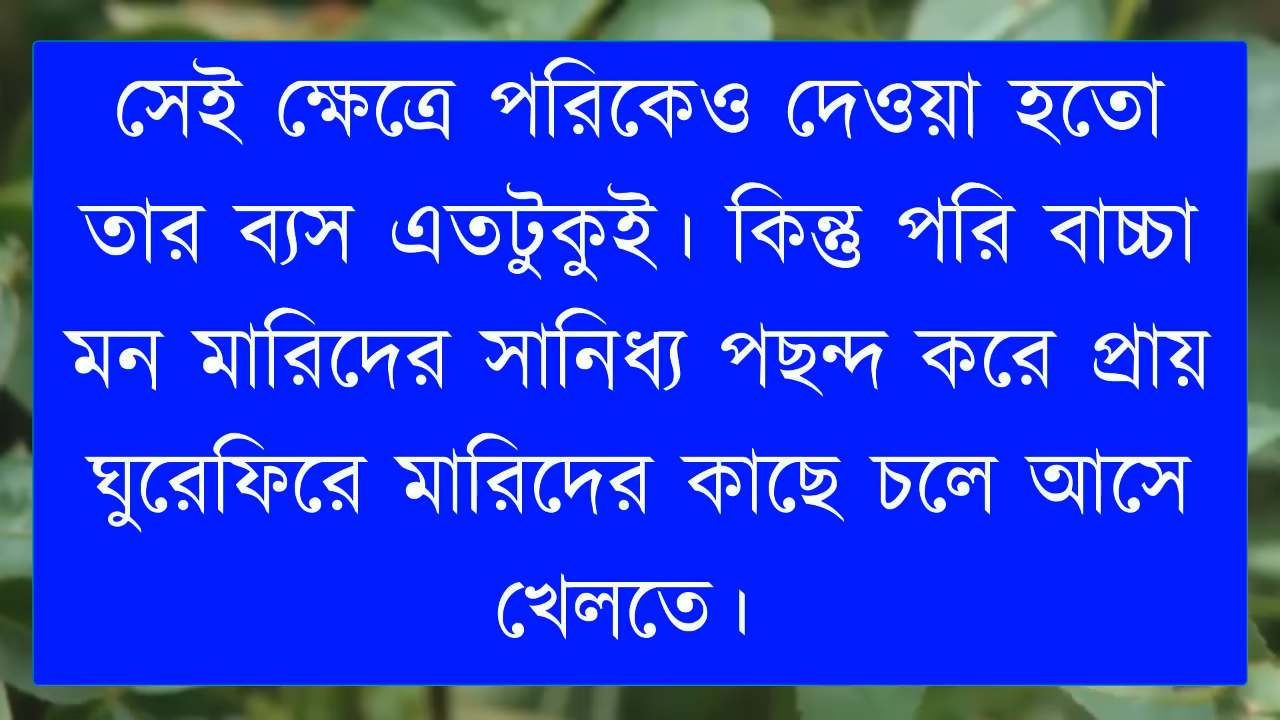 সেই ক্ষেত্রে পরিকেও দেওয়া হতো
তার ব্যস এতটুকুই। কিন্তু পরি বাচ্চা
মন মারিদের সানিধ্য পছন্দ করে প্রায়
ঘুরেফিরে মারিদের কাছে চলে আসে
খেলতে।